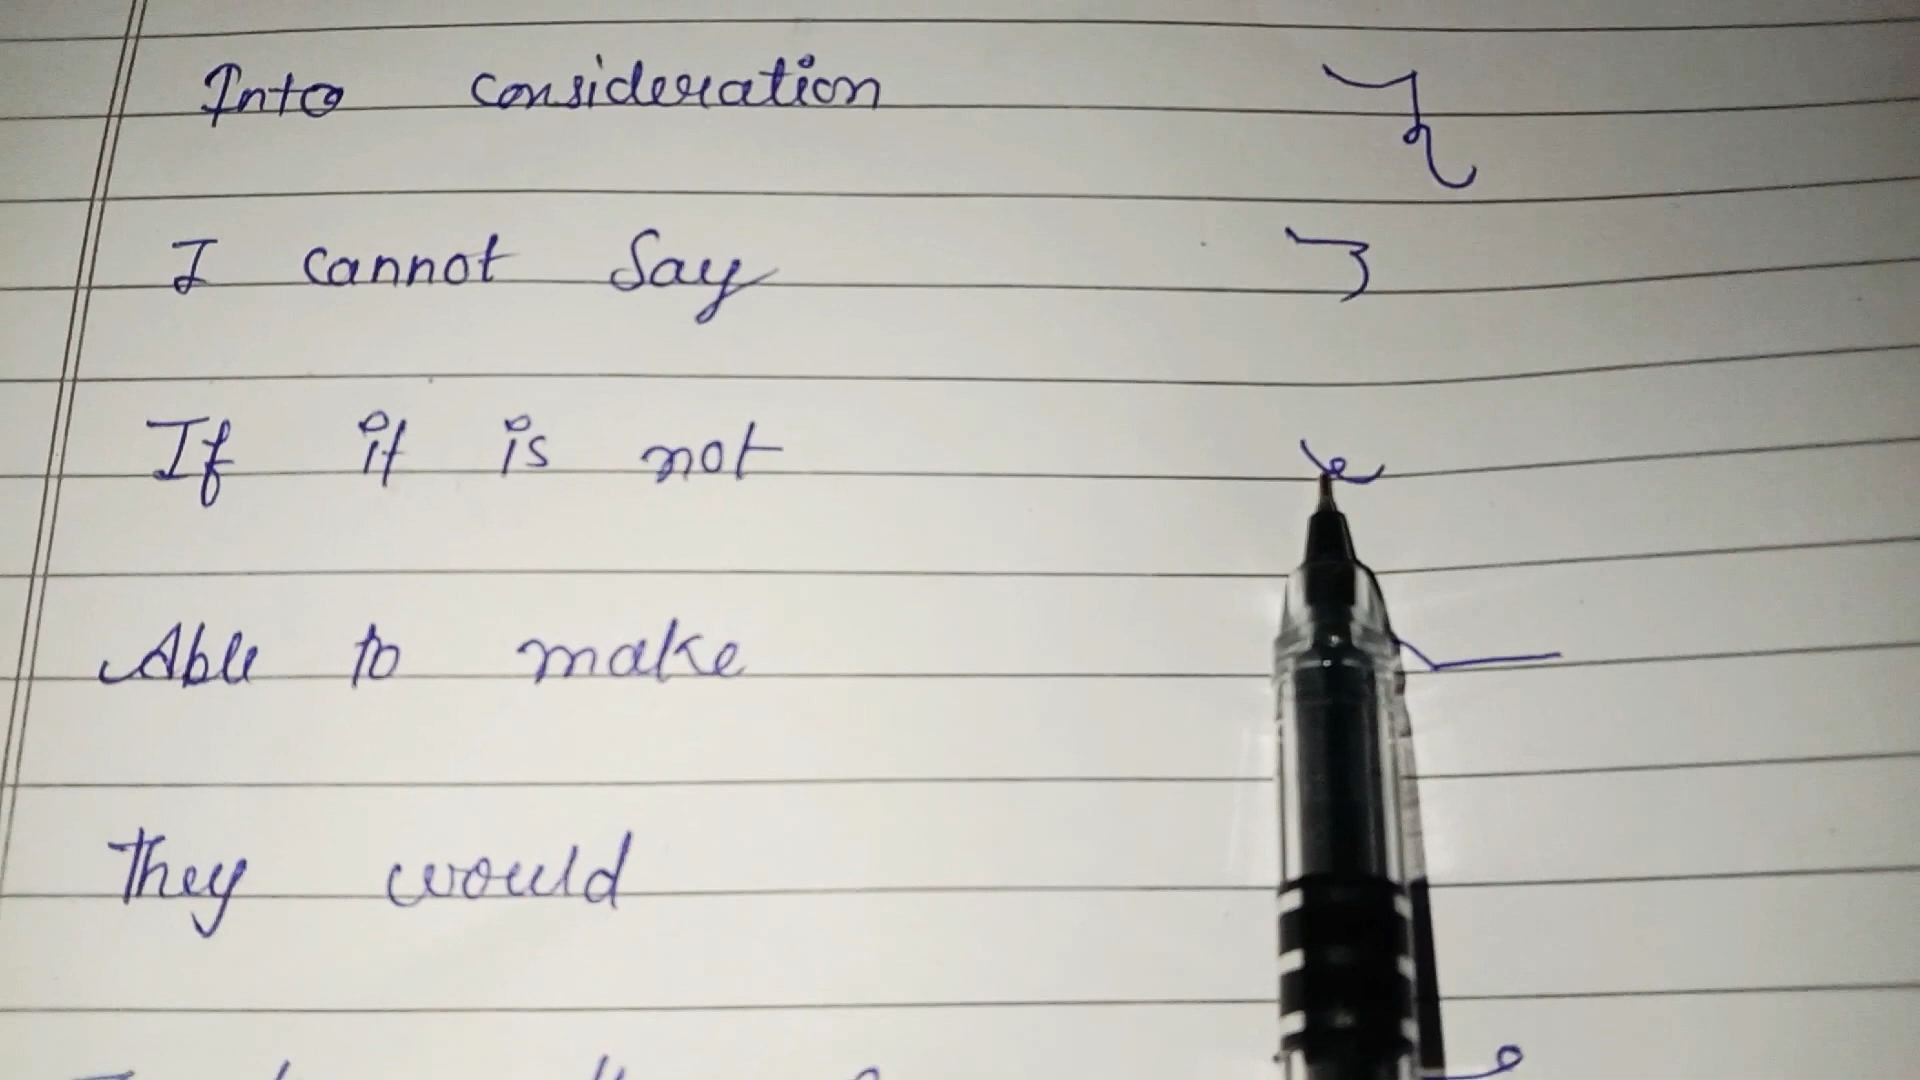 Into consideration
I cannot say
If it is not
Able to make
They would